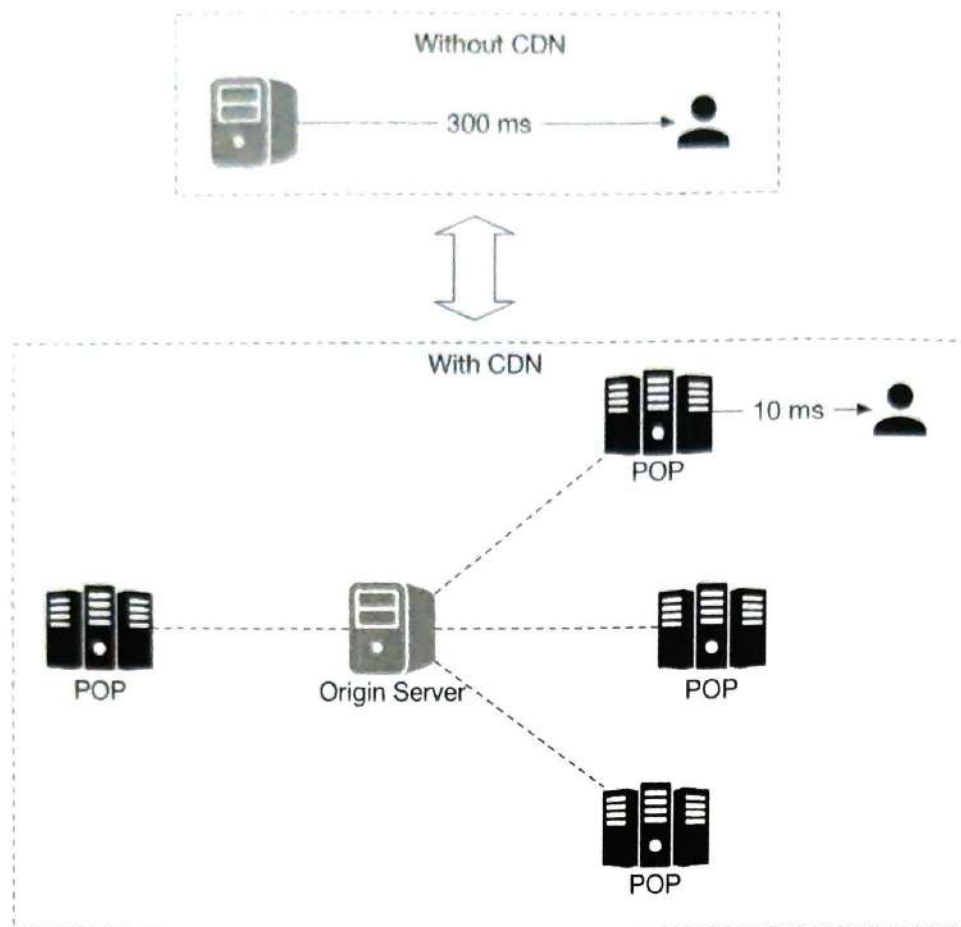 Without CDN
300 ms
With CDN
10 ms
POP
POP
Origin Server
POP
POP